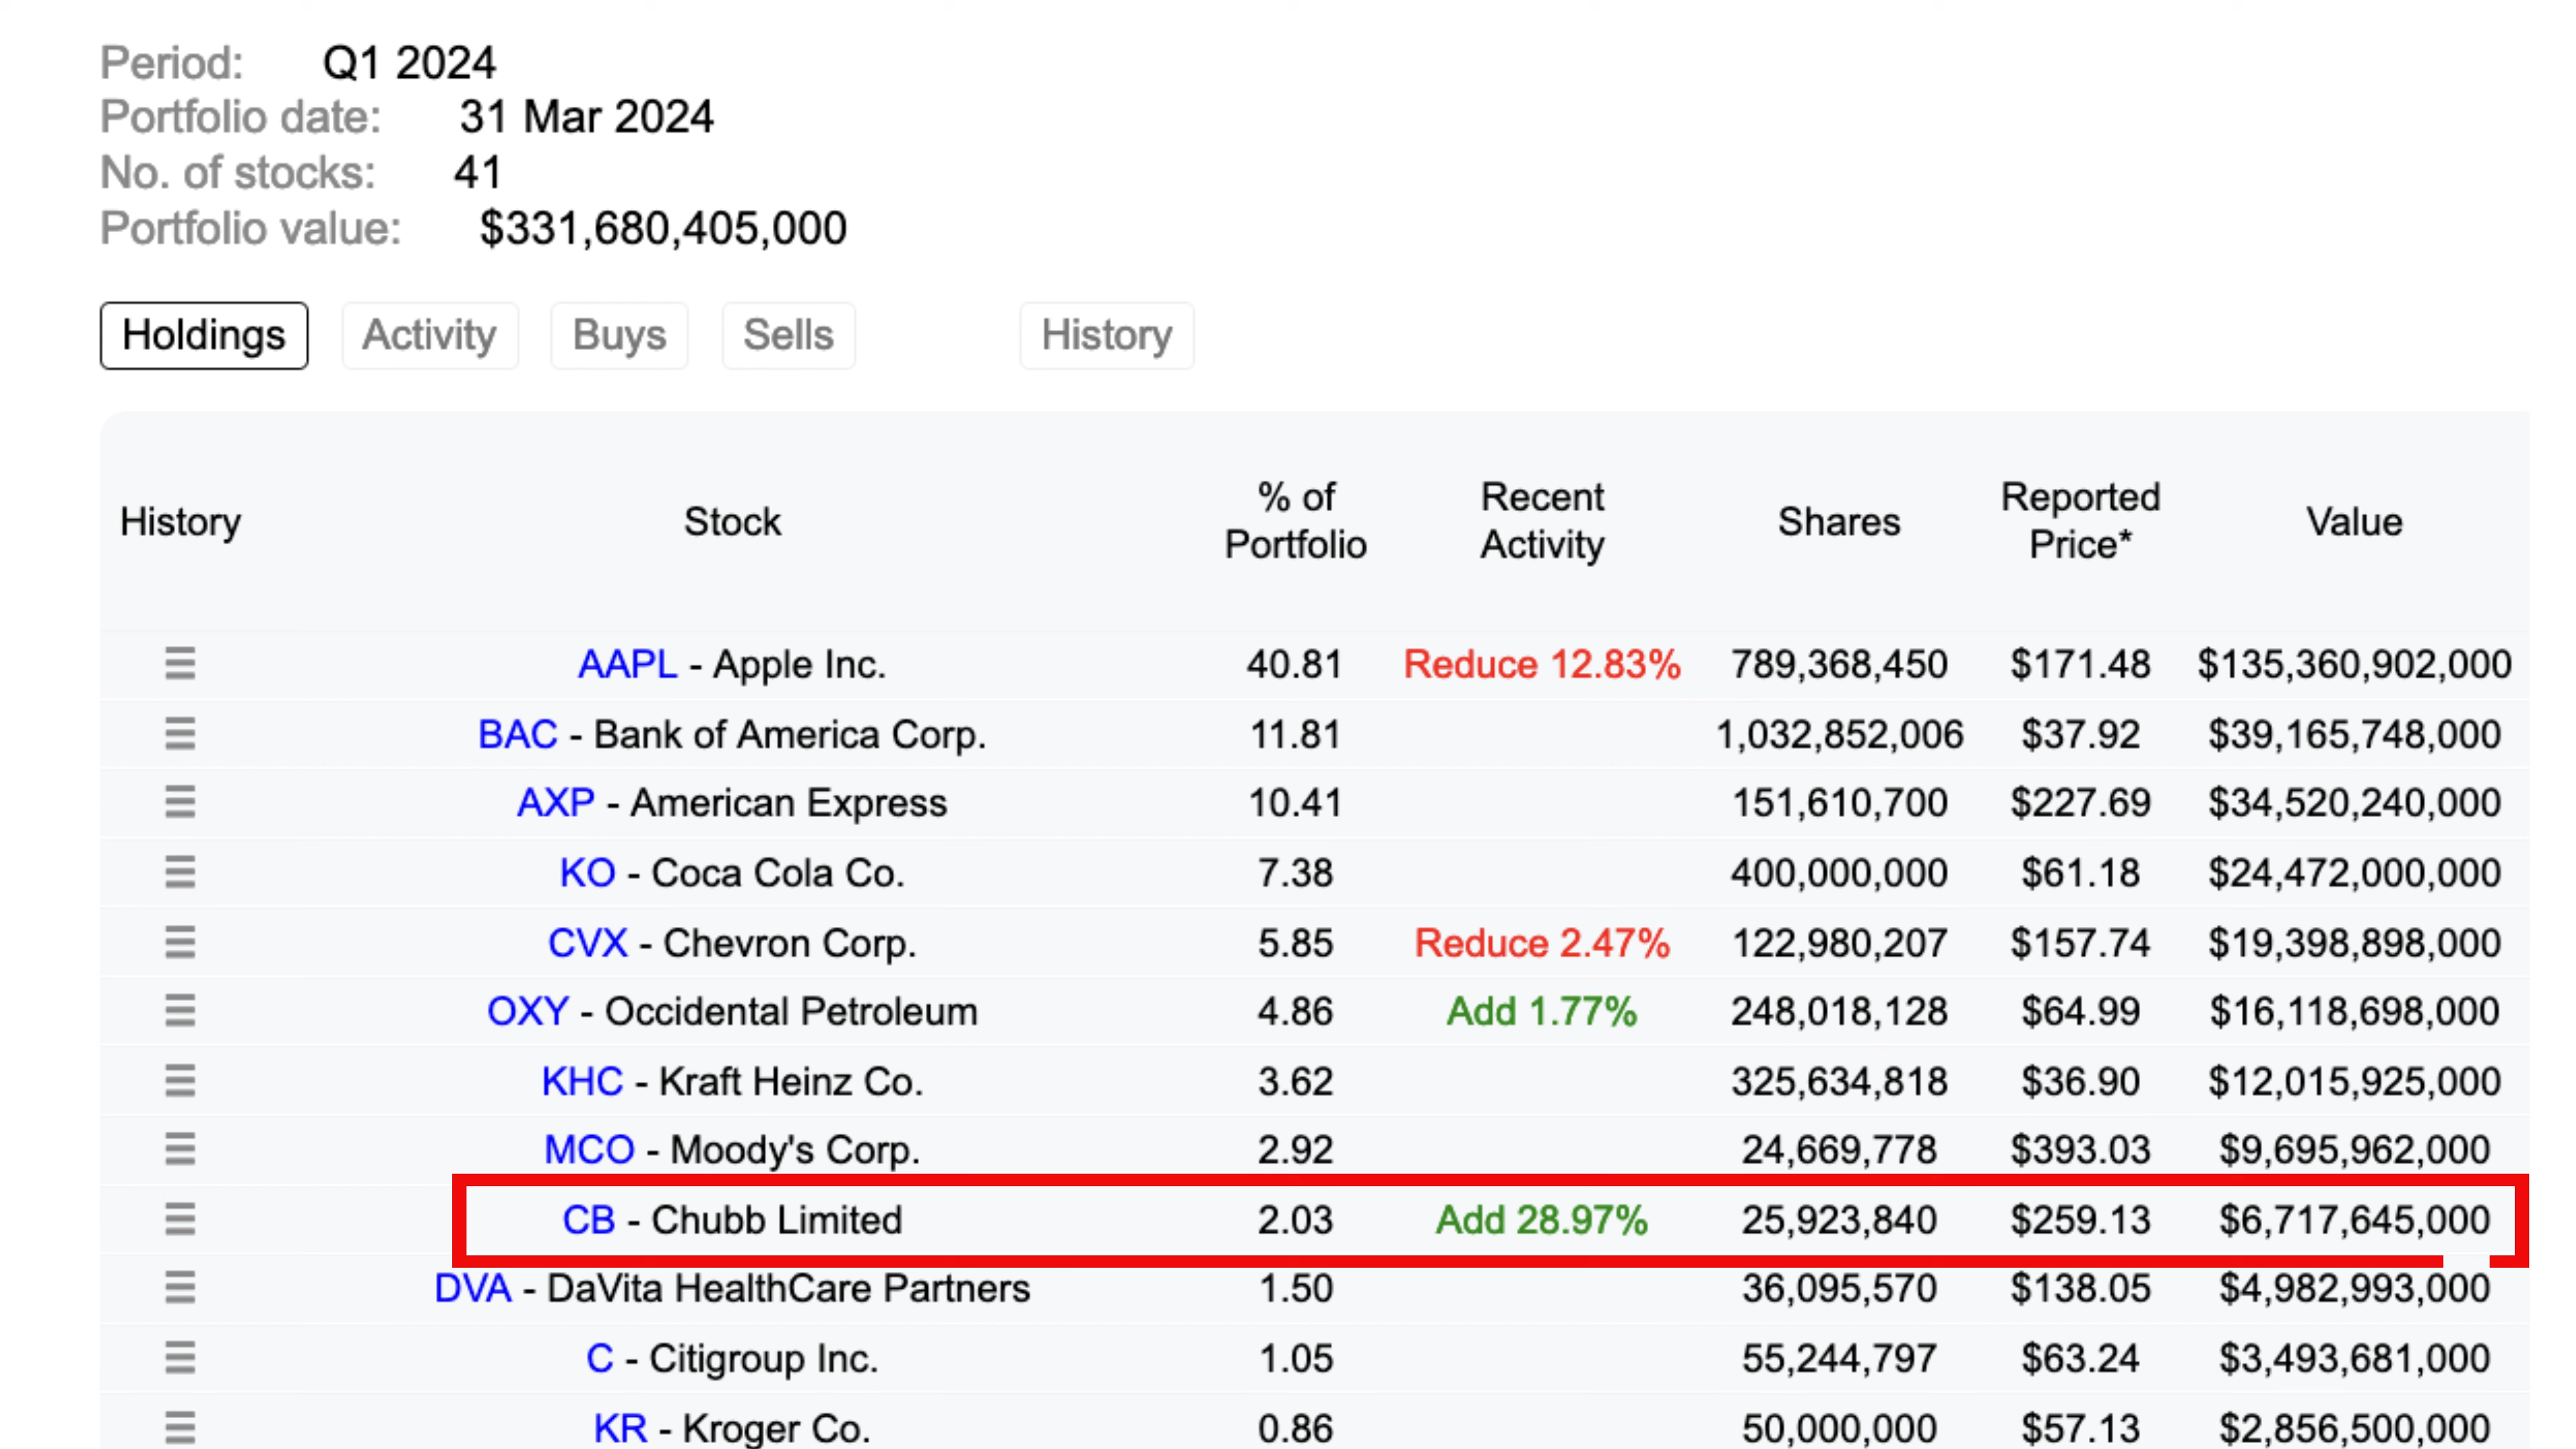 Period: Q1 2024
Portfolio date: 31 Mar 2024
No. of stocks: 41
Portfolio value: $331,680,405,000
Holdings Activity Buys Sells History
History Stock % of Portfolio Recent Activity Shares Reported Price* Value
AAPL - Apple Inc. 40.81 Reduce 12.83% 789,368,450 $171.48 $135,360,902,000
BAC - Bank of America Corp. 11.81 1,032,852,006 $37.92 $39,165,748,000
AXP - American Express 10.41 151,610,700 $227.69 $34,520,240,000
KO - Coca Cola Co. 7.38 400,000,000 $61.18 $24,472,000,000
CVX - Chevron Corp. 5.85 Reduce 2.47% 122,980,207 $157.74 $19,398,898,000
OXY - Occidental Petroleum 4.86 Add 1.77% 248,018,128 $64.99 $16,118,698,000
KHC - Kraft Heinz Co. 3.62 325,634,818 $36.90 $12,015,925,000
MCO - Moody's Corp. 2.92 24,669,778 $393.03 $9,695,962,000
CB - Chubb Limited 2.03 Add 28.97% 25,923,840 $259.13 $6,717,645,000
DVA - DaVita HealthCare Partners 1.50 36,095,570 $138.05 $4,982,993,000
C - Citigroup Inc. 1.05 55,244,797 $63.24 $3,493,681,000
KR - Kroger Co. 0.86 50,000,000 $57.13 $2,856,500,000